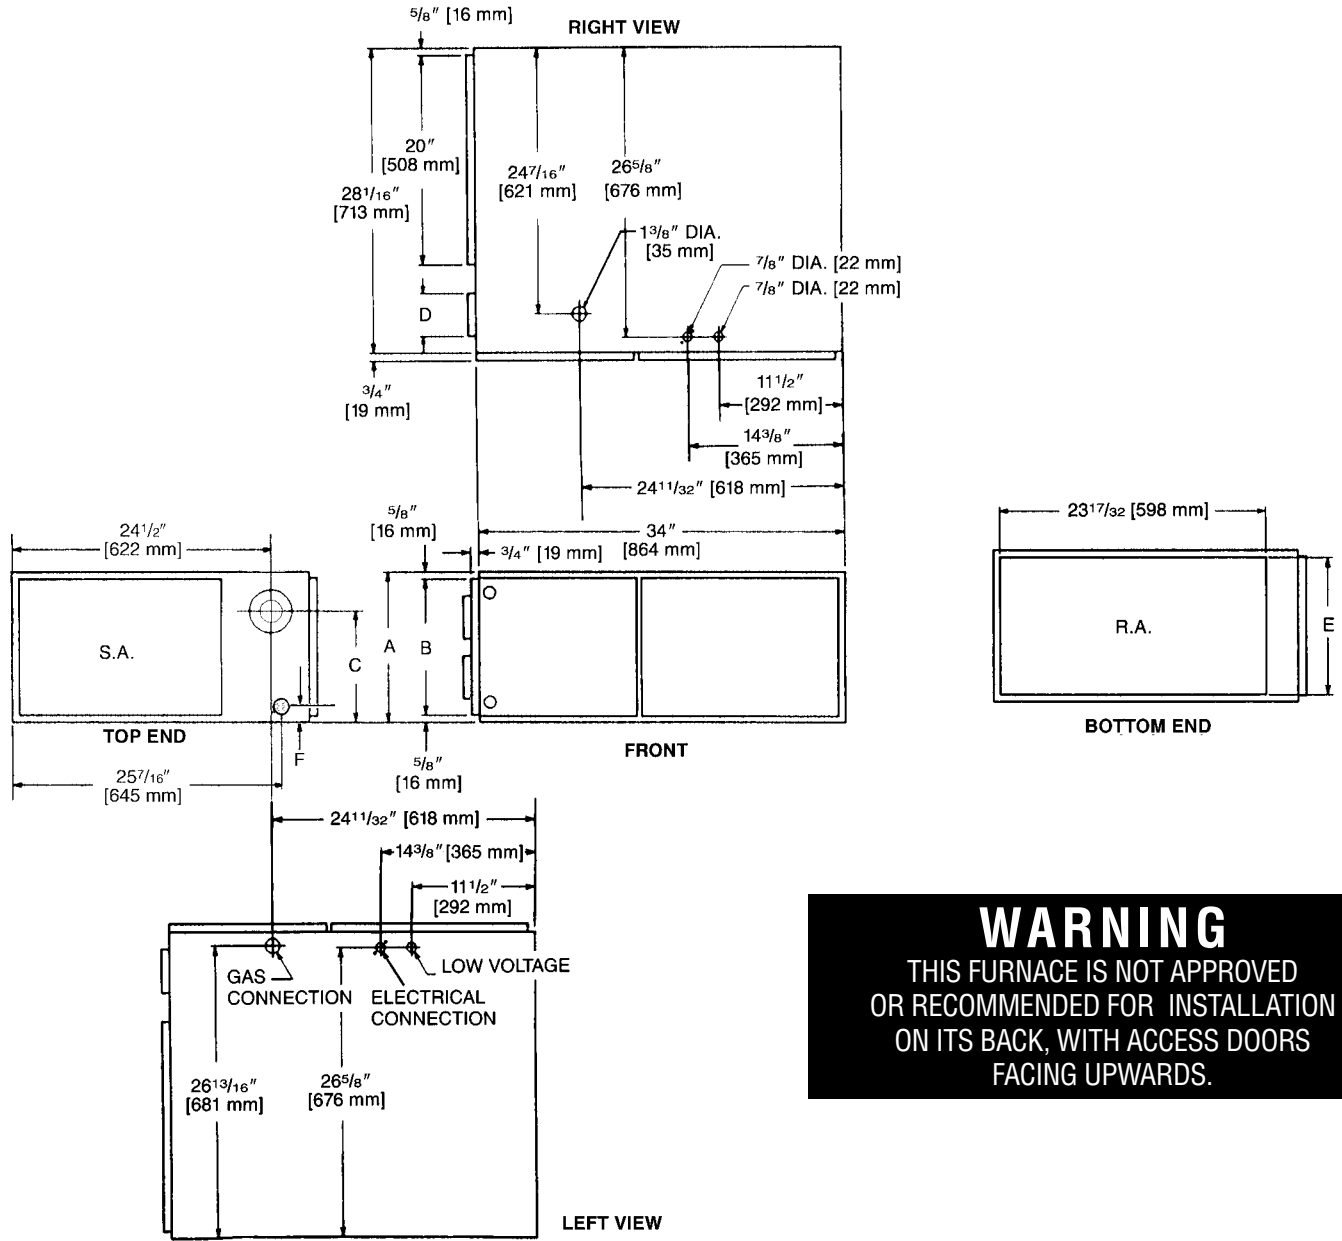 5/8″ [16 mm]
RIGHT VIEW
20″
[508 mm]
24 7/16″
[621 mm]
26 5/8″
[676 mm]
28 1/16″
[713 mm]
1 3/8″ DIA.
[35 mm]
7/8″ DIA. [22 mm]
7/8″ DIA. [22 mm]
D
3/4″
[19 mm]
11 1/2″
[292 mm]
14 3/8″
[365 mm]
24 11/32″ [618 mm]
5/8″
[16 mm]
34″
[864 mm]
3/4″ [19 mm]
24 1/2″
[622 mm]
23 17/32 [598 mm]
S.A.
C
A
B
R.A.
E
TOP END
F
FRONT
BOTTOM END
25 7/16″
[645 mm]
5/8″
[16 mm]
24 11/32″ [618 mm]
14 3/8″ [365 mm]
11 1/2″
[292 mm]
GAS
CONNECTION
LOW VOLTAGE
ELECTRICAL
CONNECTION
26 13/16″
[681 mm]
26 5/8″
[676 mm]
LEFT VIEW
WARNING
THIS FURNACE IS NOT APPROVED
OR RECOMMENDED FOR INSTALLATION
ON ITS BACK, WITH ACCESS DOORS
FACING UPWARDS.